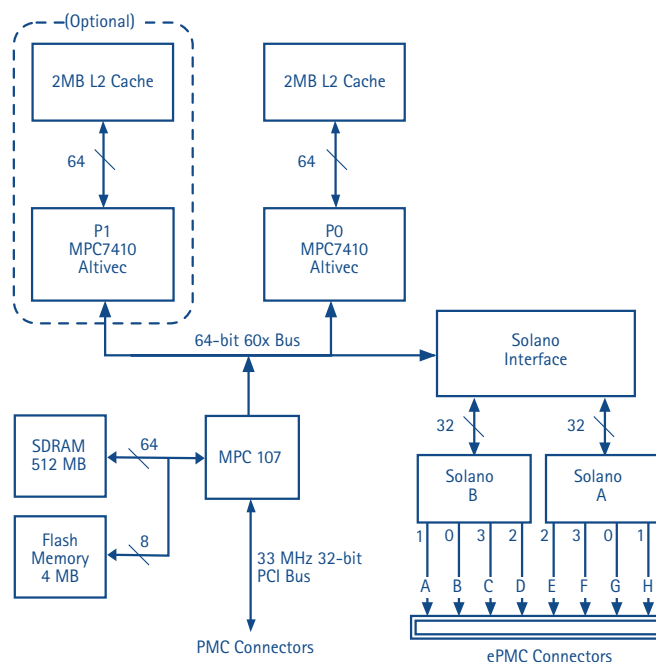 (Optional)
2MB L2 Cache
2MB L2 Cache
64
64
P1
MPC7410
Altivec
P0
MPC7410
Altivec
64-bit 60x Bus
Solano
Interface
SDRAM
512 MB
64
MPC 107
32
32
Solano
B
Solano
A
Flash
Memory
4 MB
8
33 MHz 32-bit
PCI Bus
1 0 3 2 2 3 0 1
A B C D E F G H
PMC Connectors
ePMC Connectors